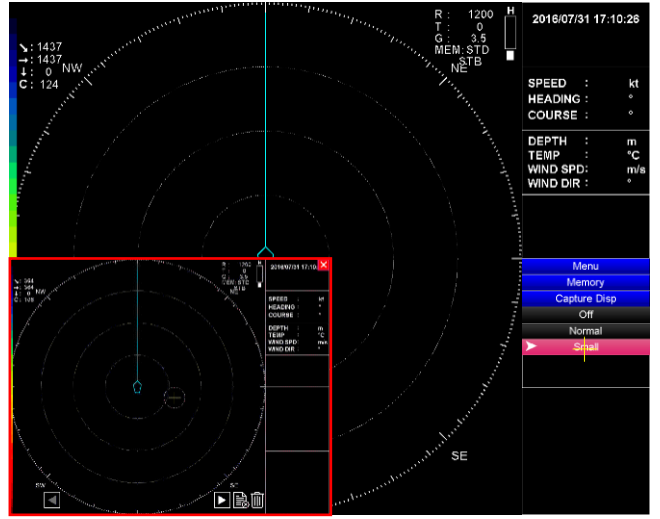 R : 1200
T : 0
G : 3.5
MEM:STD
STB
H
2016/07/31 17:10:26
↘: 1437
→: 1437
↓: 0
C: 124
NW
NE
SPEED : kt
HEADING : °
COURSE : °
DEPTH : m
TEMP : °C
WIND SPD: m/s
WIND DIR : °
Menu
Memory
Capture Disp
Off
Normal
Small
SE
2016/07/31 17:10:
H
NW
SPEED : kt
HEADING :
COURSE :
DEPTH : m
TEMP : °C
WIND SPD: m/s
WIND DIR :
SW